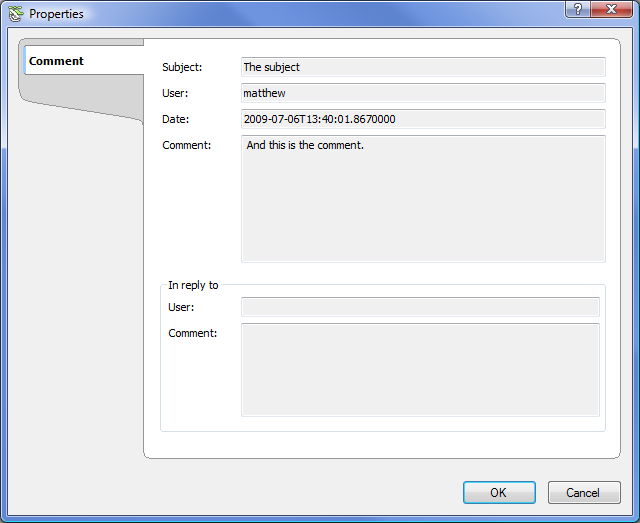 Properties
?
Comment
Subject: The subject
User: matthew
Date: 2009-07-06T13:40:01.8670000
Comment: And this is the comment.
In reply to
User:
Comment:
OK Cancel